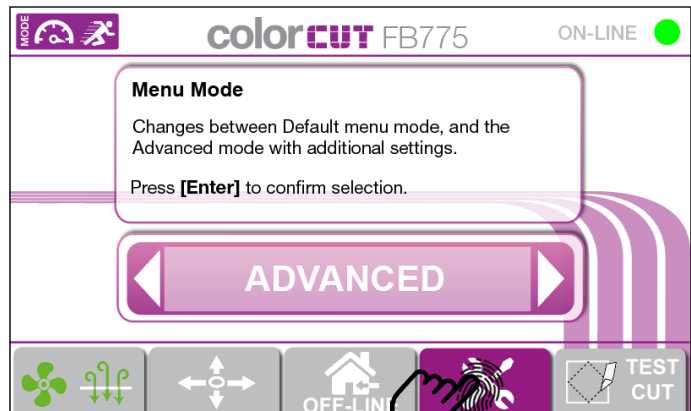 MODE
colorCUT FB775
ON-LINE
Menu Mode
Changes between Default menu mode, and the
Advanced mode with additional settings.
Press [Enter] to confirm selection.
ADVANCED
OFF-LINE
TEST
CUT